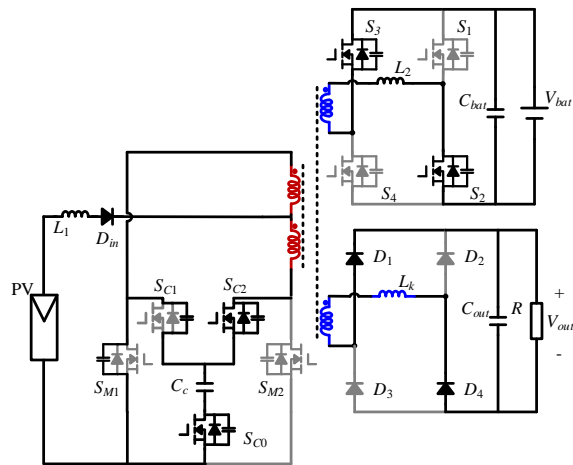 S3 S1
L2
Cbat Vbat
S4 S2
L1
Din
PV
SC1 SC2
SM1 Cc SM2
SC0
D1 D2
Lk
Cout R + Vout -
D3 D4